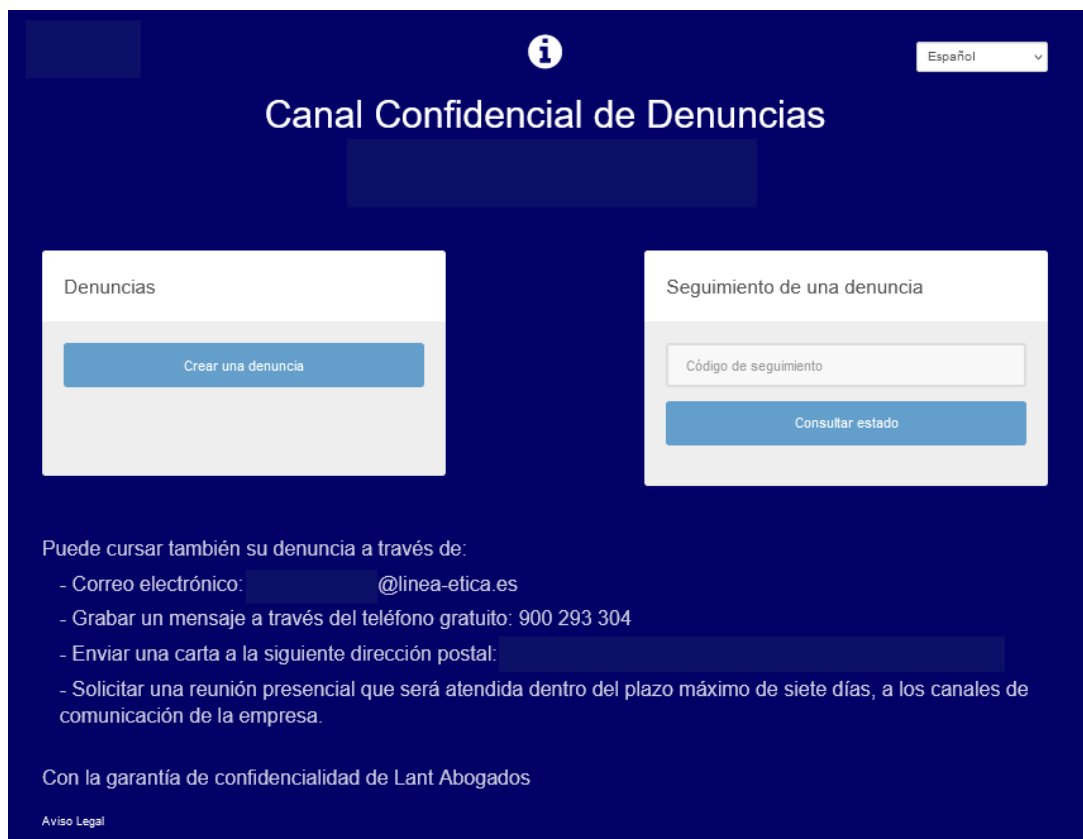 Español
Canal Confidencial de Denuncias
Denuncias
Crear una denuncia
Seguimiento de una denuncia
Código de seguimiento
Consultar estado
Puede cursar también su denuncia a través de:
- Correo electrónico: @linea-etica.es
- Grabar un mensaje a través del teléfono gratuito: 900 293 304
- Enviar una carta a la siguiente dirección postal:
- Solicitar una reunión presencial que será atendida dentro del plazo máximo de siete días, a los canales de
comunicación de la empresa.
Con la garantía de confidencialidad de Lant Abogados
Aviso Legal